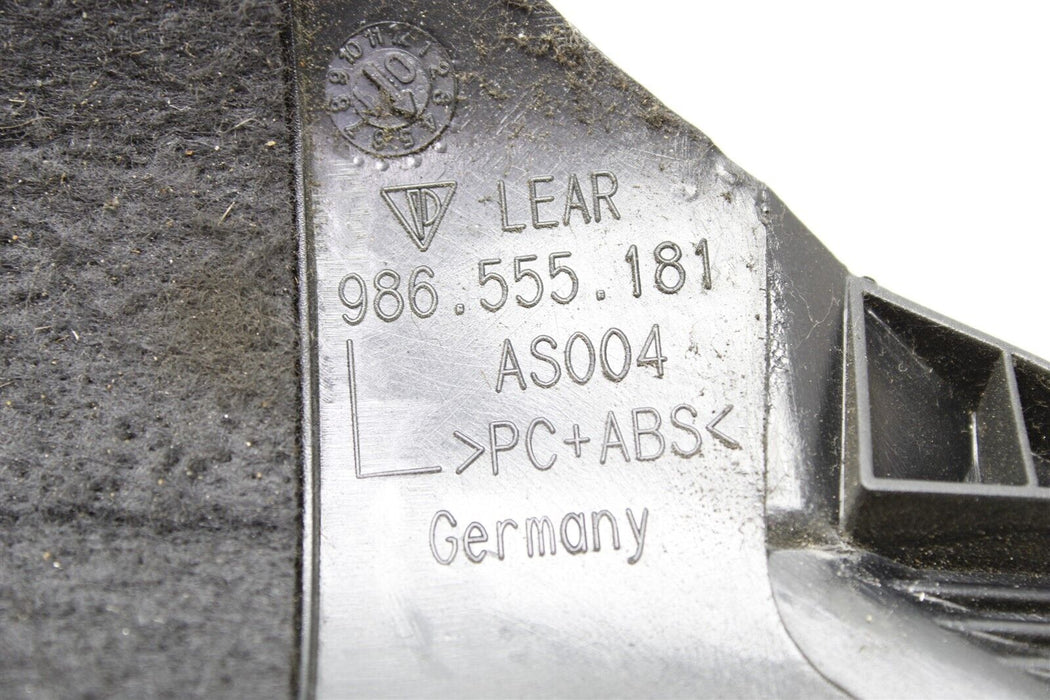 LEAR
986.555.181
AS004
>PC+ABS<
Germany